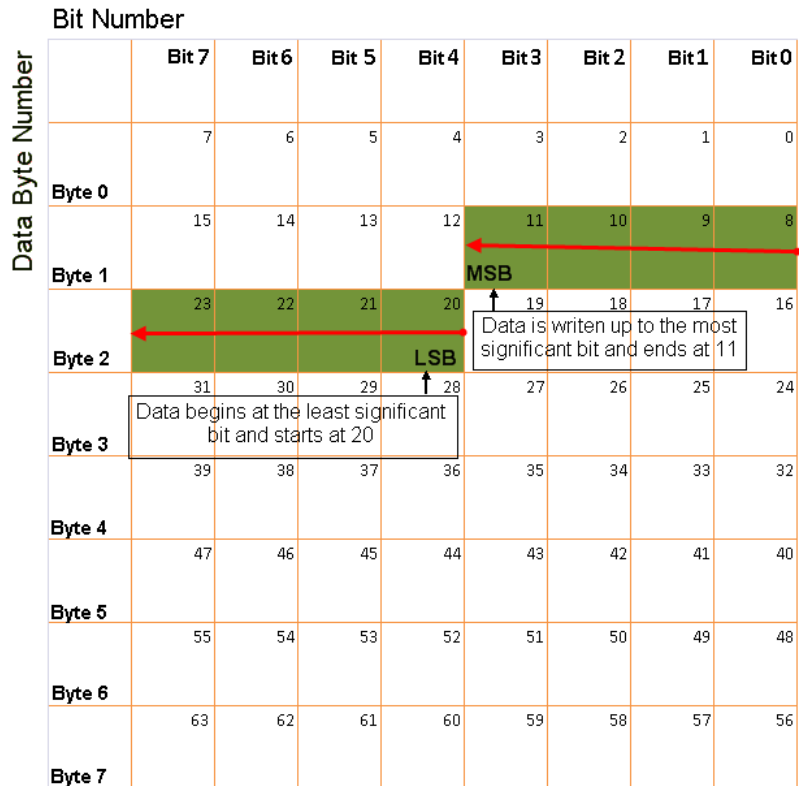 Bit Number
Data Byte Number
Bit 7 Bit 6 Bit 5 Bit 4 Bit 3 Bit 2 Bit 1 Bit 0
7 6 5 4 3 2 1 0
Byte 0
15 14 13 12 11 10 9 8
Byte 1 MSB
23 22 21 20 19 18 17 16
Data is writen up to the most
significant bit and ends at 11
Byte 2 LSB
31 30 29 28 27 26 25 24
Data begins at the least significant
bit and starts at 20
Byte 3
39 38 37 36 35 34 33 32
Byte 4
47 46 45 44 43 42 41 40
Byte 5
55 54 53 52 51 50 49 48
Byte 6
63 62 61 60 59 58 57 56
Byte 7